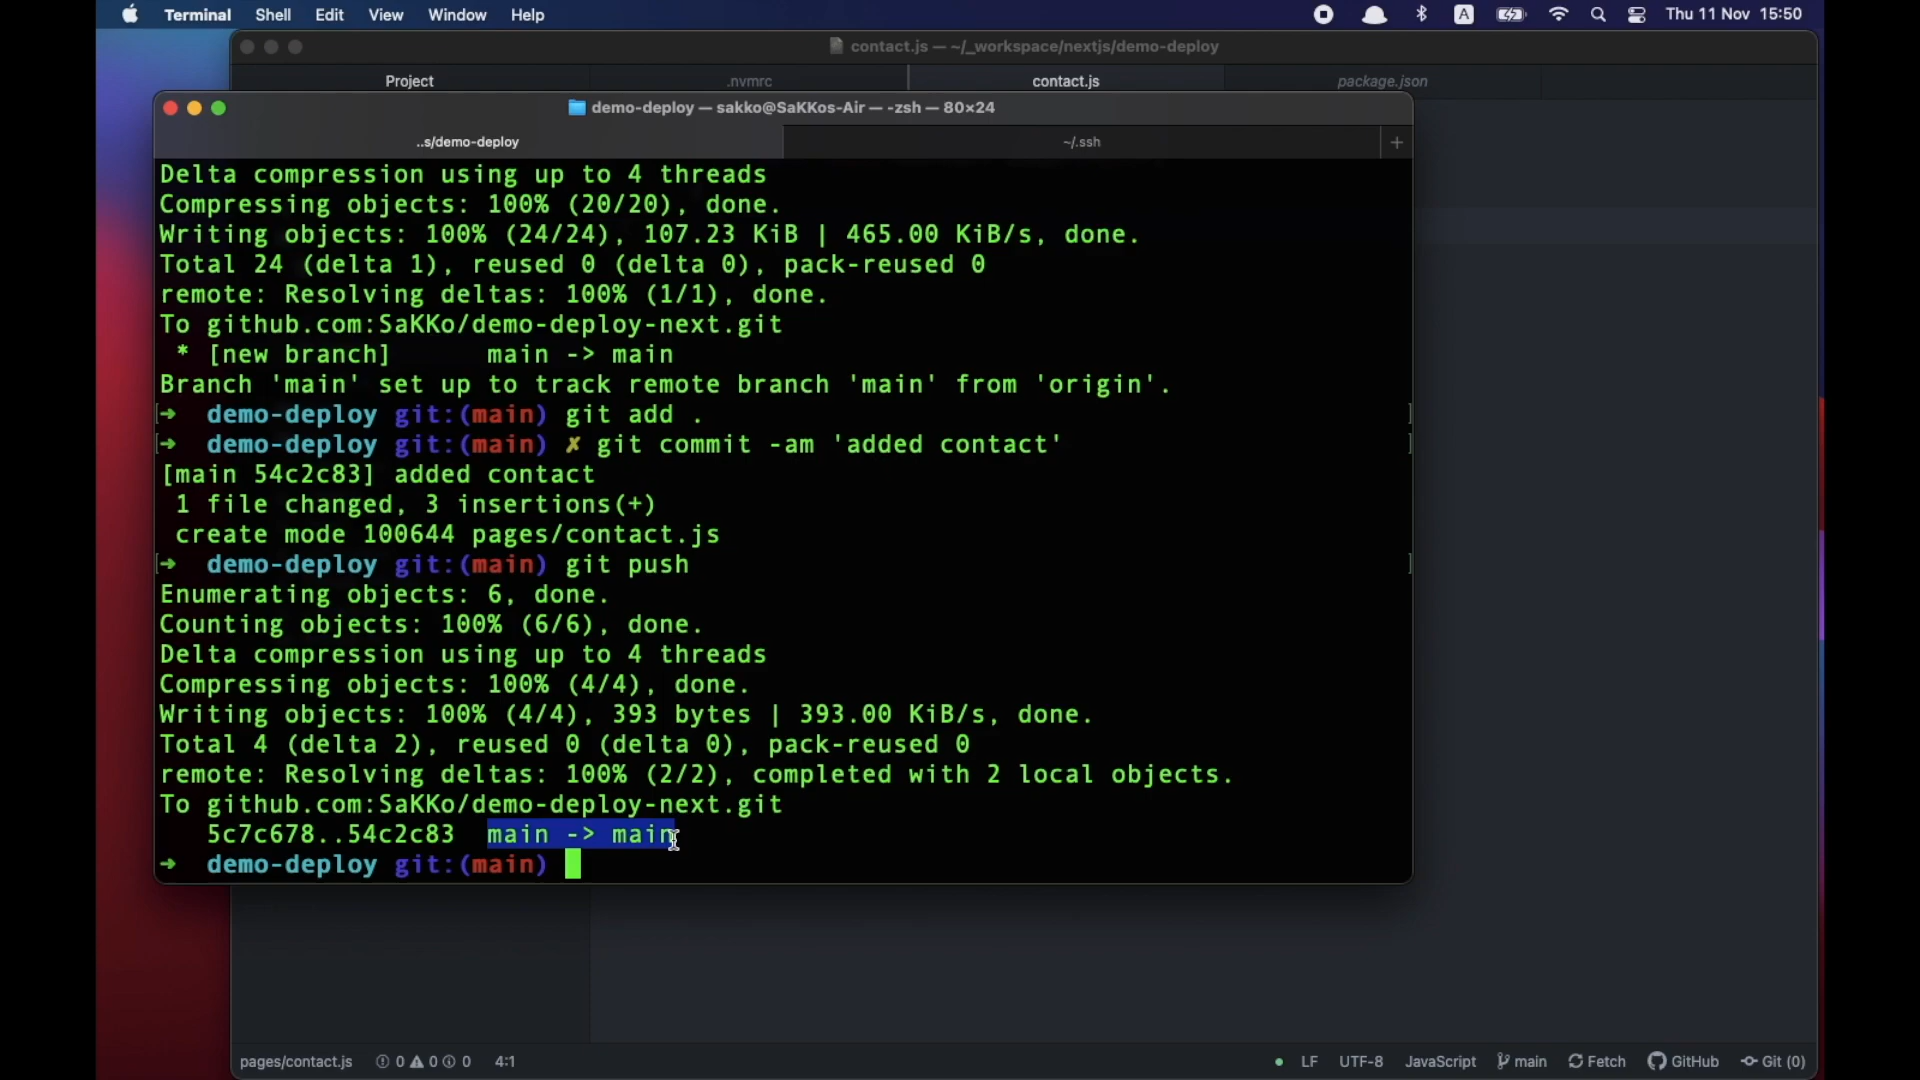 Terminal Shell Edit View Window Help
A Thu 11 Nov 15:50
contact.js — ~/_workspace/nextjs/demo-deploy
Project .nvmrc contact.js package.json
demo-deploy — sakko@SaKKos-Air — -zsh — 80×24
..s/demo-deploy ~/.ssh +
Delta compression using up to 4 threads
Compressing objects: 100% (20/20), done.
Writing objects: 100% (24/24), 107.23 KiB | 465.00 KiB/s, done.
Total 24 (delta 1), reused 0 (delta 0), pack-reused 0
remote: Resolving deltas: 100% (1/1), done.
To github.com:SaKKo/demo-deploy-next.git
* [new branch] main -> main
Branch 'main' set up to track remote branch 'main' from 'origin'.
[➜ demo-deploy git:(main) git add . ]
[➜ demo-deploy git:(main) ✗ git commit -am 'added contact' ]
[main 54c2c83] added contact
1 file changed, 3 insertions(+)
create mode 100644 pages/contact.js
[➜ demo-deploy git:(main) git push ]
Enumerating objects: 6, done.
Counting objects: 100% (6/6), done.
Delta compression using up to 4 threads
Compressing objects: 100% (4/4), done.
Writing objects: 100% (4/4), 393 bytes | 393.00 KiB/s, done.
Total 4 (delta 2), reused 0 (delta 0), pack-reused 0
remote: Resolving deltas: 100% (2/2), completed with 2 local objects.
To github.com:SaKKo/demo-deploy-next.git
5c7c678..54c2c83 main -> main
➜ demo-deploy git:(main)
pages/contact.js 0 0 0 4:1 LF UTF-8 JavaScript main Fetch GitHub Git (0)